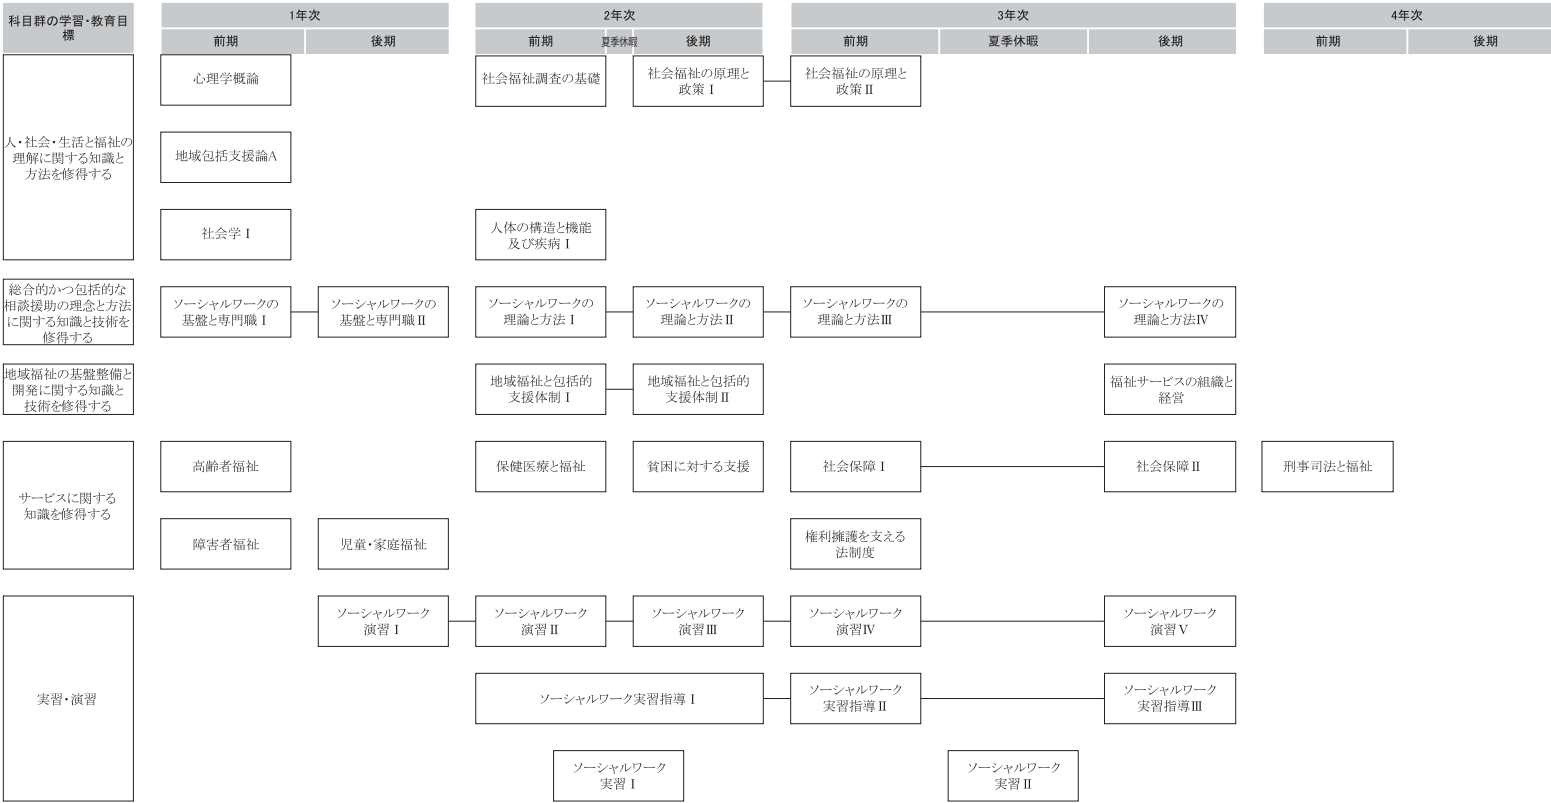 科目群の学習・教育目
標
1年次
2年次
3年次
4年次
前期
後期
前期
夏季休暇
後期
前期
夏季休暇
後期
前期
後期
人・社会・生活と福祉の
理解に関する知識と
方法を修得する
心理学概論
社会福祉調査の基礎
社会福祉の原理と
政策Ⅰ
社会福祉の原理と
政策Ⅱ
地域包括支援論A
社会学Ⅰ
人体の構造と機能
及び疾病Ⅰ
総合的かつ包括的な
相談援助の理念と方法
に関する知識と技術を
修得する
ソーシャルワークの
基盤と専門職Ⅰ
ソーシャルワークの
基盤と専門職Ⅱ
ソーシャルワークの
理論と方法Ⅰ
ソーシャルワークの
理論と方法Ⅱ
ソーシャルワークの
理論と方法Ⅲ
ソーシャルワークの
理論と方法Ⅳ
地域福祉の基盤整備と
開発に関する知識と
技術を修得する
地域福祉と包括的
支援体制Ⅰ
地域福祉と包括的
支援体制Ⅱ
福祉サービスの組織と
経営
サービスに関する
知識を修得する
高齢者福祉
保健医療と福祉
貧困に対する支援
社会保障Ⅰ
社会保障Ⅱ
刑事司法と福祉
障害者福祉
児童・家庭福祉
権利擁護を支える
法制度
実習・演習
ソーシャルワーク
演習Ⅰ
ソーシャルワーク
演習Ⅱ
ソーシャルワーク
演習Ⅲ
ソーシャルワーク
演習Ⅳ
ソーシャルワーク
演習Ⅴ
ソーシャルワーク実習指導Ⅰ
ソーシャルワーク
実習指導Ⅱ
ソーシャルワーク
実習指導Ⅲ
ソーシャルワーク
実習Ⅰ
ソーシャルワーク
実習Ⅱ